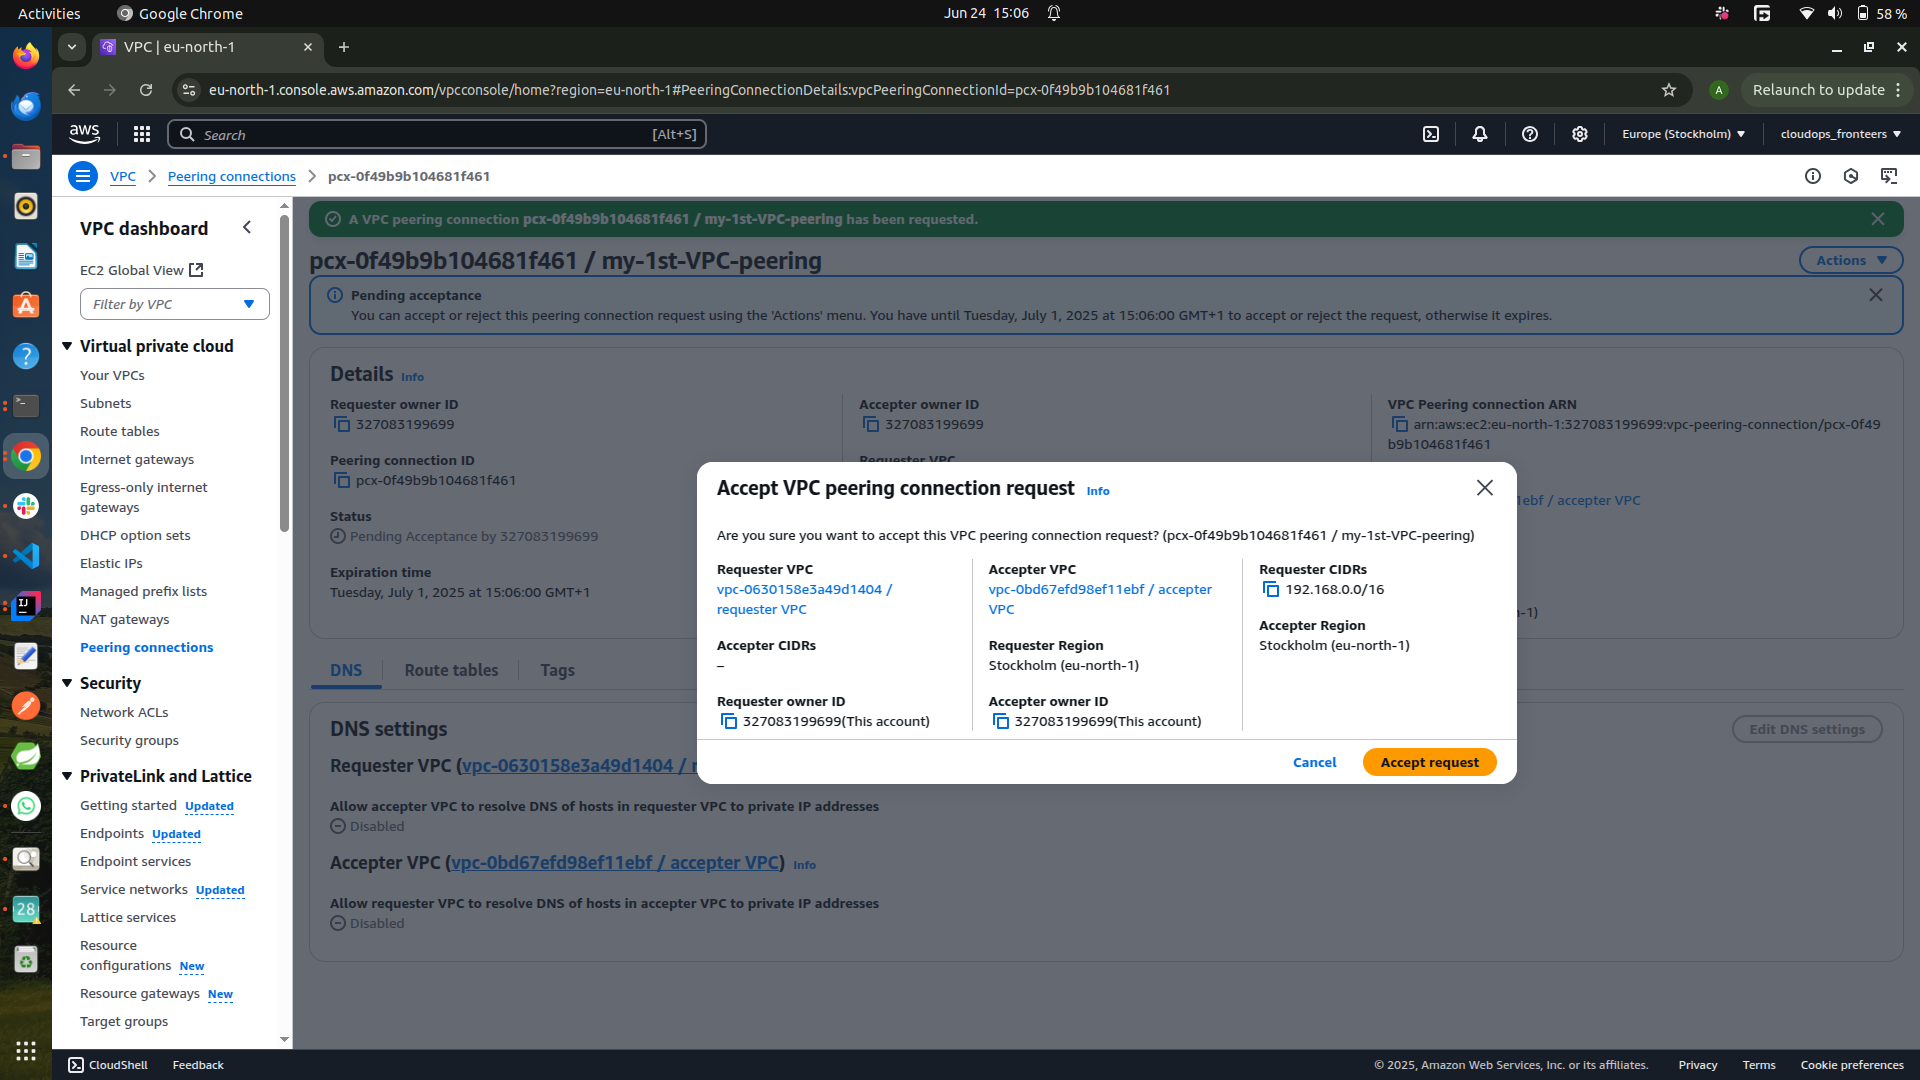 Activities
Google Chrome
Jun 24 15:06
58 %
VPC | eu-north-1
eu-north-1.console.aws.amazon.com/vpcconsole/home?region=eu-north-1#PeeringConnectionDetails:vpcPeeringConnectionId=pcx-0f49b9b104681f461
A
Relaunch to update
aws
Search
[Alt+S]
Europe (Stockholm)
cloudops_fronteers
VPC
Peering connections
pcx-0f49b9b104681f461
VPC dashboard
EC2 Global View
Filter by VPC
Virtual private cloud
Your VPCs
Subnets
Route tables
Internet gateways
Egress-only internet
gateways
DHCP option sets
Elastic IPs
Managed prefix lists
NAT gateways
Peering connections
Security
Network ACLs
Security groups
PrivateLink and Lattice
Getting started Updated
Endpoints Updated
Endpoint services
Service networks Updated
Lattice services
Resource
configurations New
Resource gateways New
Target groups
A VPC peering connection pcx-0f49b9b104681f461 / my-1st-VPC-peering has been requested.
pcx-0f49b9b104681f461 / my-1st-VPC-peering
Actions
Pending acceptance
You can accept or reject this peering connection request using the 'Actions' menu. You have until Tuesday, July 1, 2025 at 15:06:00 GMT+1 to accept or reject the request, otherwise it expires.
Details Info
Requester owner ID
327083199699
Peering connection ID
pcx-0f49b9b104681f461
Status
Pending Acceptance by 327083199699
Expiration time
Tuesday, July 1, 2025 at 15:06:00 GMT+1
Accepter owner ID
327083199699
Requester VPC
VPC Peering connection ARN
arn:aws:ec2:eu-north-1:327083199699:vpc-peering-connection/pcx-0f49
b9b104681f461
1ebf / accepter VPC
h-1)
Accept VPC peering connection request Info
Are you sure you want to accept this VPC peering connection request? (pcx-0f49b9b104681f461 / my-1st-VPC-peering)
Requester VPC
vpc-0630158e3a49d1404 /
requester VPC
Accepter CIDRs
–
Requester owner ID
327083199699(This account)
Accepter VPC
vpc-0bd67efd98ef11ebf / accepter
VPC
Requester Region
Stockholm (eu-north-1)
Accepter owner ID
327083199699(This account)
Requester CIDRs
192.168.0.0/16
Accepter Region
Stockholm (eu-north-1)
Cancel
Accept request
DNS
Route tables
Tags
DNS settings
Edit DNS settings
Requester VPC (vpc-0630158e3a49d1404 / r
Allow accepter VPC to resolve DNS of hosts in requester VPC to private IP addresses
Disabled
Accepter VPC (vpc-0bd67efd98ef11ebf / accepter VPC) Info
Allow requester VPC to resolve DNS of hosts in accepter VPC to private IP addresses
Disabled
IJ
28
CloudShell
Feedback
© 2025, Amazon Web Services, Inc. or its affiliates.
Privacy
Terms
Cookie preferences